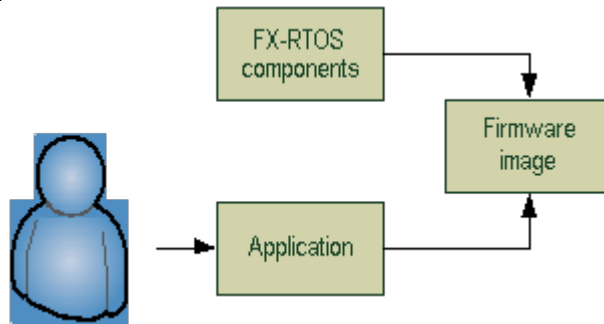 FX-RTOS
components
Firmware
image
Application